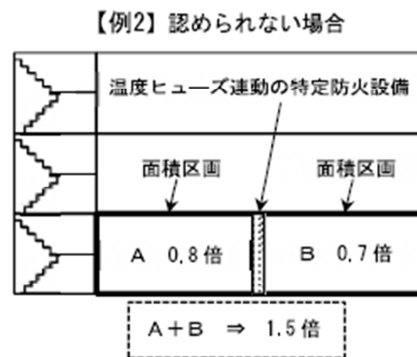 【例2】認められない場合
温度ヒューズ連動の特定防火設備
面積区画
面積区画
A 0.8倍
B 0.7倍
A+B ⇒ 1.5倍